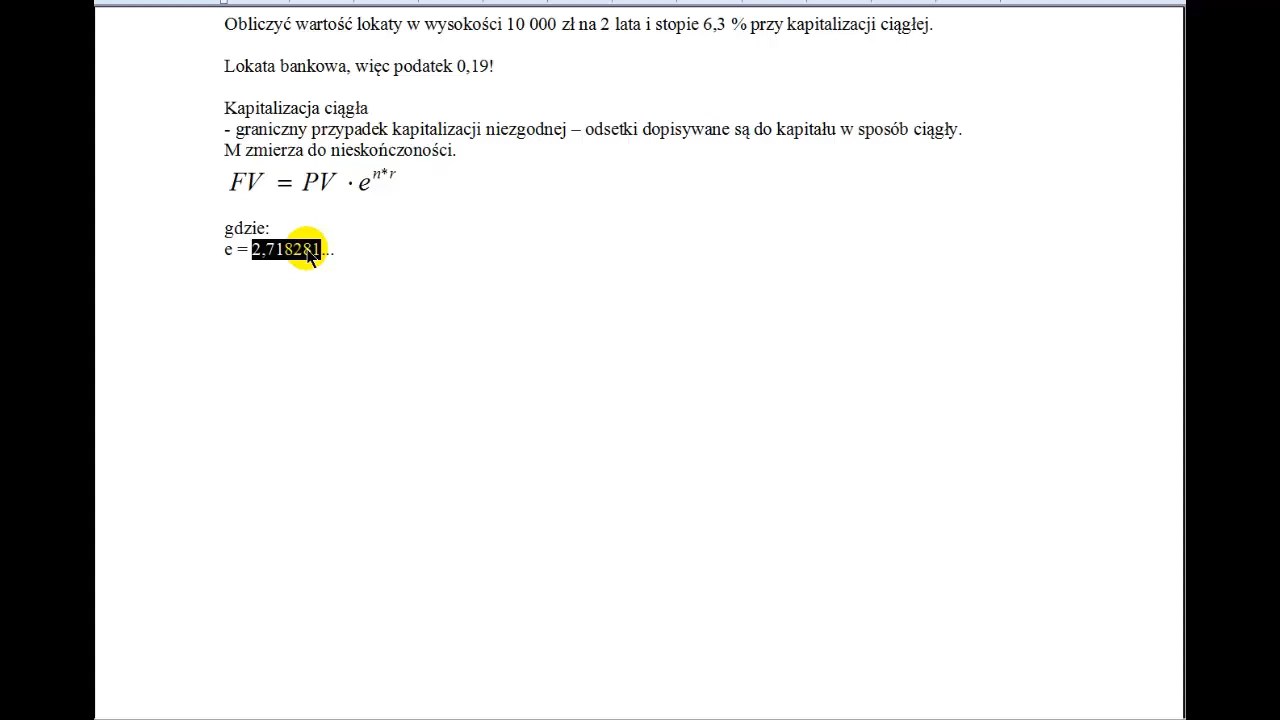 Obliczyć wartość lokaty w wysokości 10 000 zł na 2 lata i stopie 6,3 % przy kapitalizacji ciągłej.
Lokata bankowa, więc podatek 0,19!
Kapitalizacja ciągła
- graniczny przypadek kapitalizacji niezgodnej – odsetki dopisywane są do kapitału w sposób ciągły.
M zmierza do nieskończoności.
FV = PV · e^{n*r}
gdzie:
e = 2,718281...